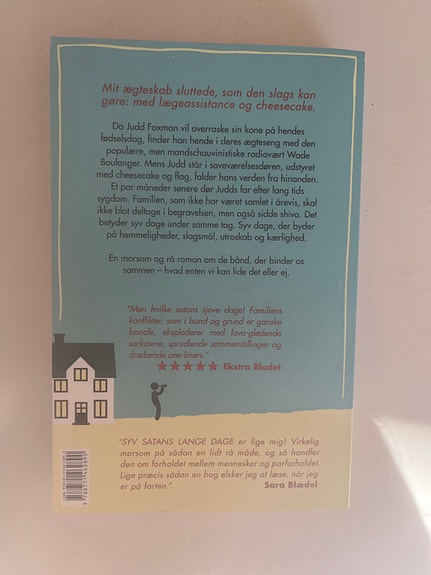 Mit ægteskab sluttede, som den slags kan
gøre: med lægeassistance og cheesecake.
Da Judd Foxman vil overraske sin kone på hendes
fødselsdag, finder han hende i deres ægteseng med den
populære, men mandschauvinistiske radiovært Wade
Boulanger. Mens Judd står i soveværelsesdøren, udstyret
med cheesecake og flag, falder hans verden fra hinanden.
Et par måneder senere dør Judds far efter lang tids
sygdom. Familien, som ikke har været samlet i årevis, skal
ikke blot deltage i begravelsen, men også sidde shiva. Det
betyder syv dage under samme tag. Syv dage, der byder
på hemmeligheder, slagsmål, utroskab og kærlighed.
En morsom og rå roman om de bånd, der binder os
sammen – hvad enten vi kan lide det eller ej.
"Men hvilke satans sjove dage! Familiens
konflikter, som i bund og grund er ganske
banale, eksploderer med lava-glødende
sarkasme, sprudlende sammenstillinger og
dræbende one-liners."
★★★★★ Ekstra Bladet
"SYV SATANS LANGE DAGE er lige mig! Virkelig
morsom på sådan en lidt rå måde, og så handler
den om forholdet mellem mennesker og parforholdet.
Lige præcis sådan en bog elsker jeg at læse, når jeg
er på farten."
Sara Blædel